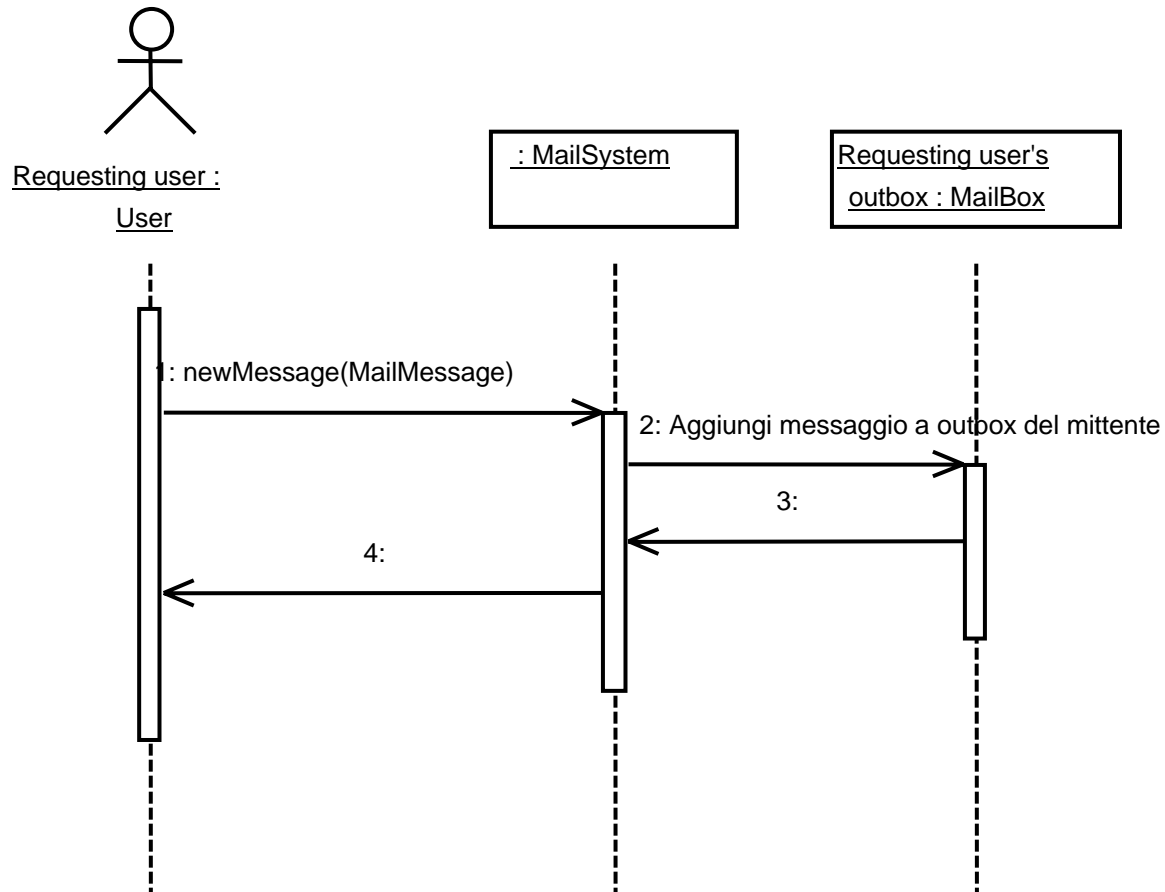 Requesting user :
User
: MailSystem
Requesting user's
outbox : MailBox
1: newMessage(MailMessage)
2: Aggiungi messaggio a outbox del mittente
3:
4: